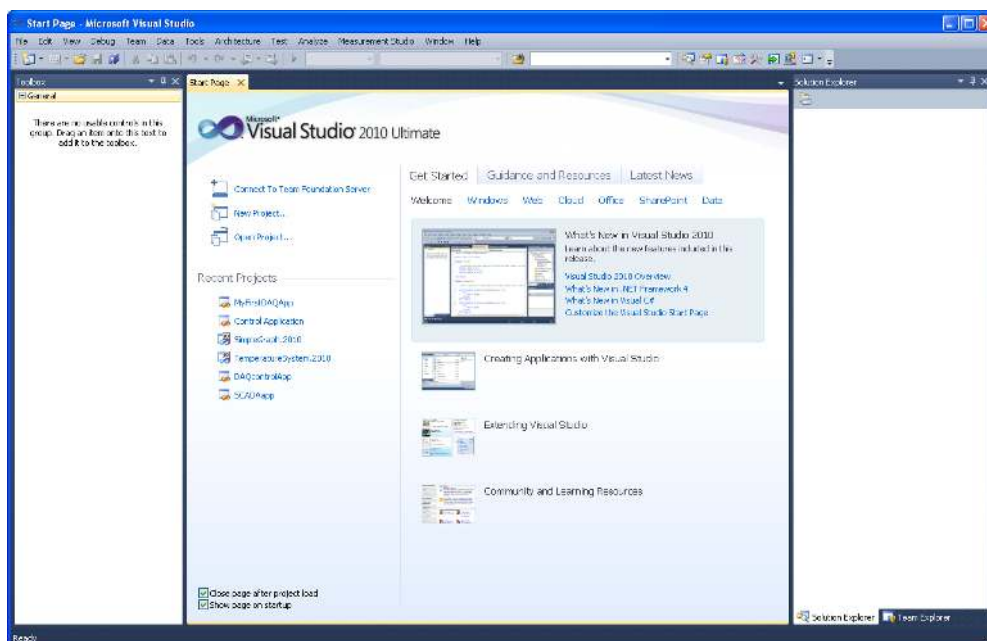 Start Page - Microsoft Visual Studio
File Edit View Debug Team Data Tools Architecture Test Analyze Measurement Studio Window Help
Toolbox
General
There are no usable controls in this
group. Drag an item onto this text to
add it to the toolbox.
Start Page
Microsoft®
Visual Studio® 2010 Ultimate
Connect To Team Foundation Server
New Project...
Open Project...
Recent Projects
MyFirstDAQApp
Control Application
SimpleGraph.2010
TemperatureSystem.2010
DAQcontrolApp
SCADAapp
Get Started Guidance and Resources Latest News
Welcome Windows Web Cloud Office SharePoint Data
What's New in Visual Studio 2010
Learn about the new features included in this
release.
Visual Studio 2010 Overview
What's New in .NET Framework 4
What's New in Visual C#
Customize the Visual Studio Start Page
Creating Applications with Visual Studio
Extending Visual Studio
Community and Learning Resources
Close page after project load
Show page on startup
Solution Explorer
Solution Explorer Team Explorer
Ready